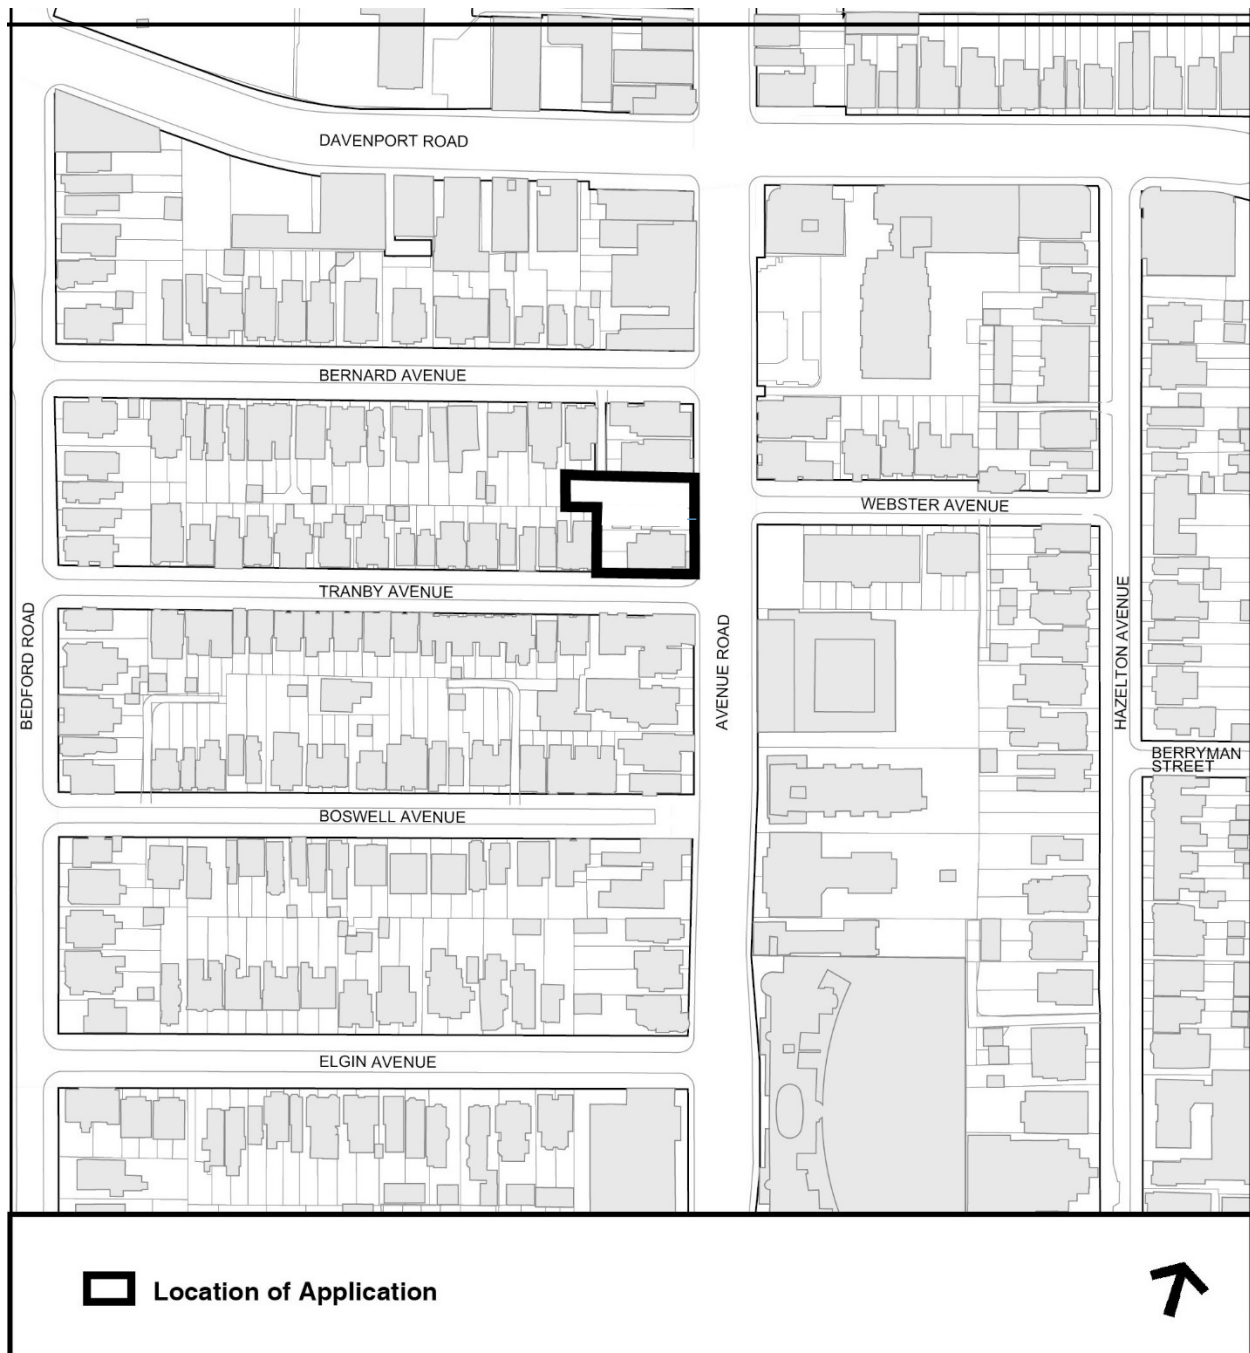 DAVENPORT ROAD
BERNARD AVENUE
WEBSTER AVENUE
TRANBY AVENUE
BEDFORD ROAD
AVENUE ROAD
HAZELTON AVENUE
BERRYMAN
STREET
BOSWELL AVENUE
ELGIN AVENUE
Location of Application